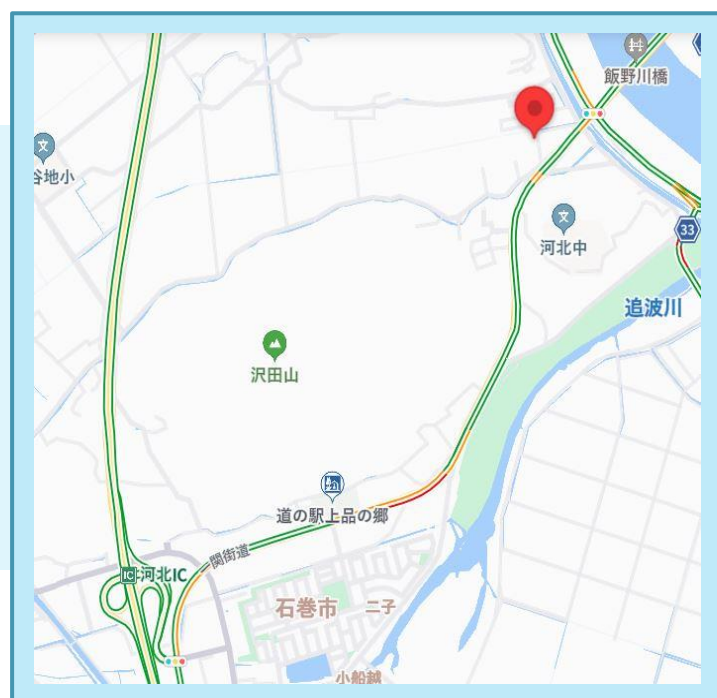 飯野川橋
文
谷地小
文
河北中
33
追波川
沢田山
道の駅上品の郷
関街道
IC 河北IC
石巻市
二子
小船越